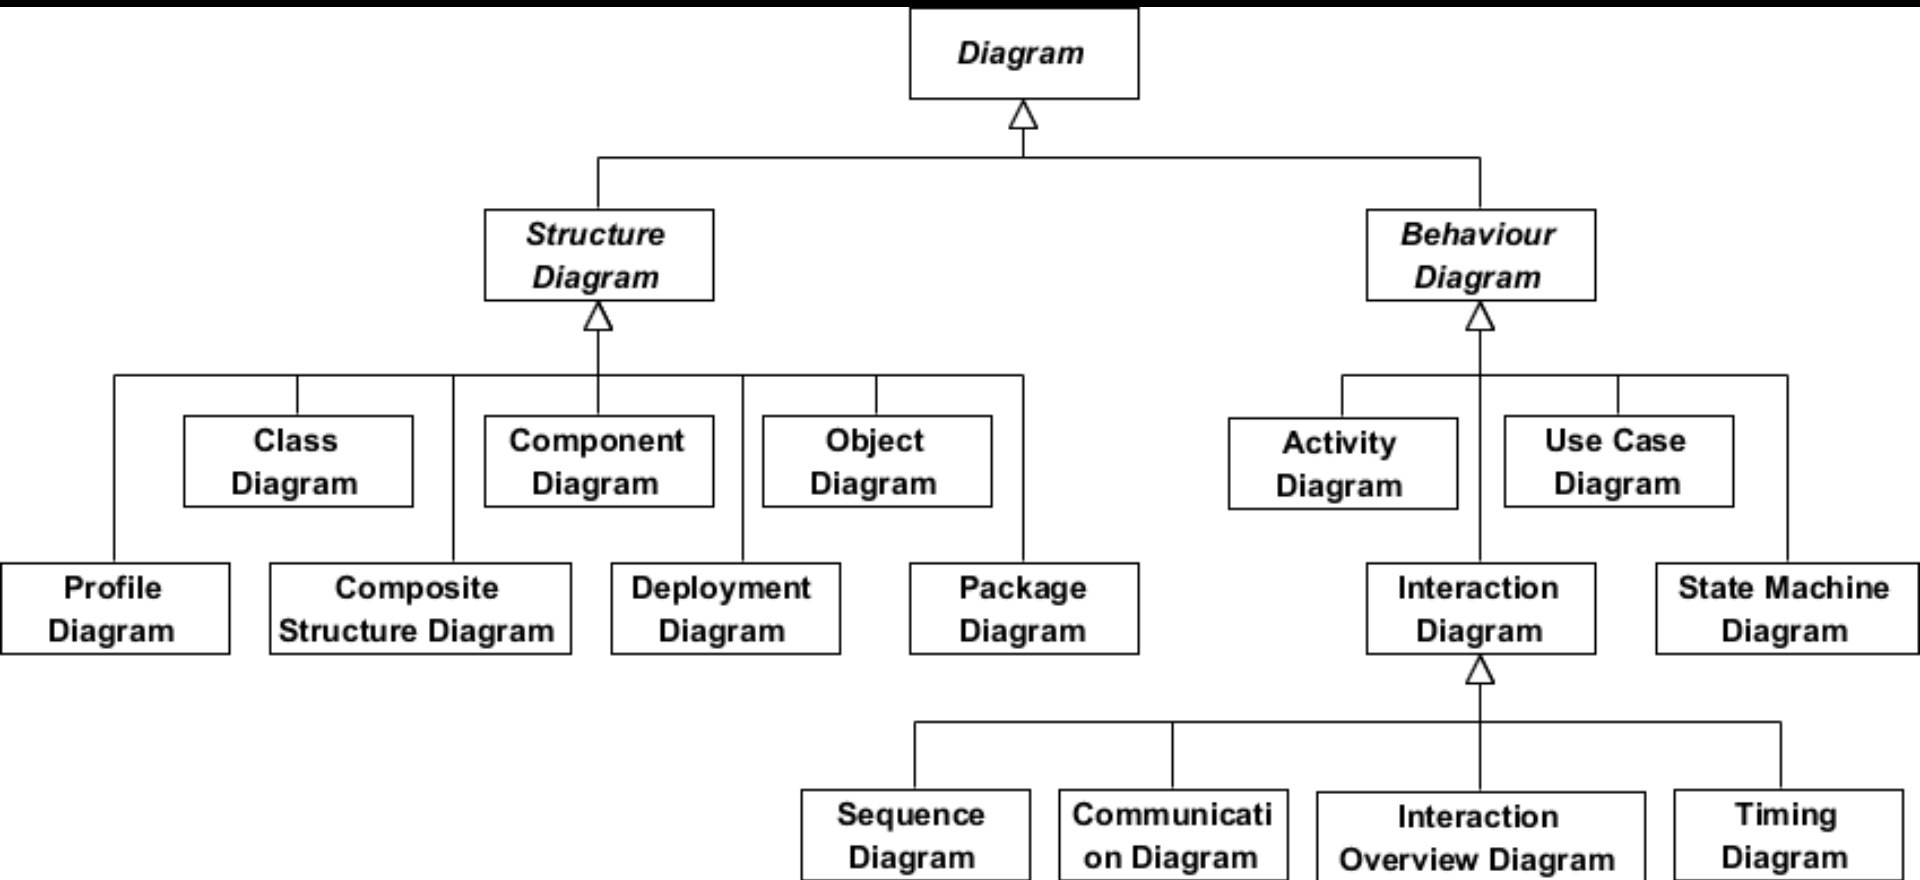 Diagram
Structure
Diagram
Behaviour
Diagram
Class
Diagram
Component
Diagram
Object
Diagram
Activity
Diagram
Use Case
Diagram
Profile
Diagram
Composite
Structure Diagram
Deployment
Diagram
Package
Diagram
Interaction
Diagram
State Machine
Diagram
Sequence
Diagram
Communicati
on Diagram
Interaction
Overview Diagram
Timing
Diagram